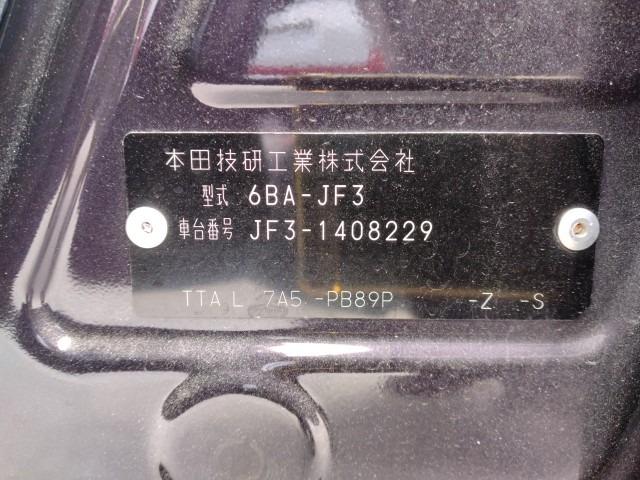 本田技研工業株式会社
型式 6BA-JF3
車台番号 JF3-1408229
TTA L 7A5 -PB89P -Z -S